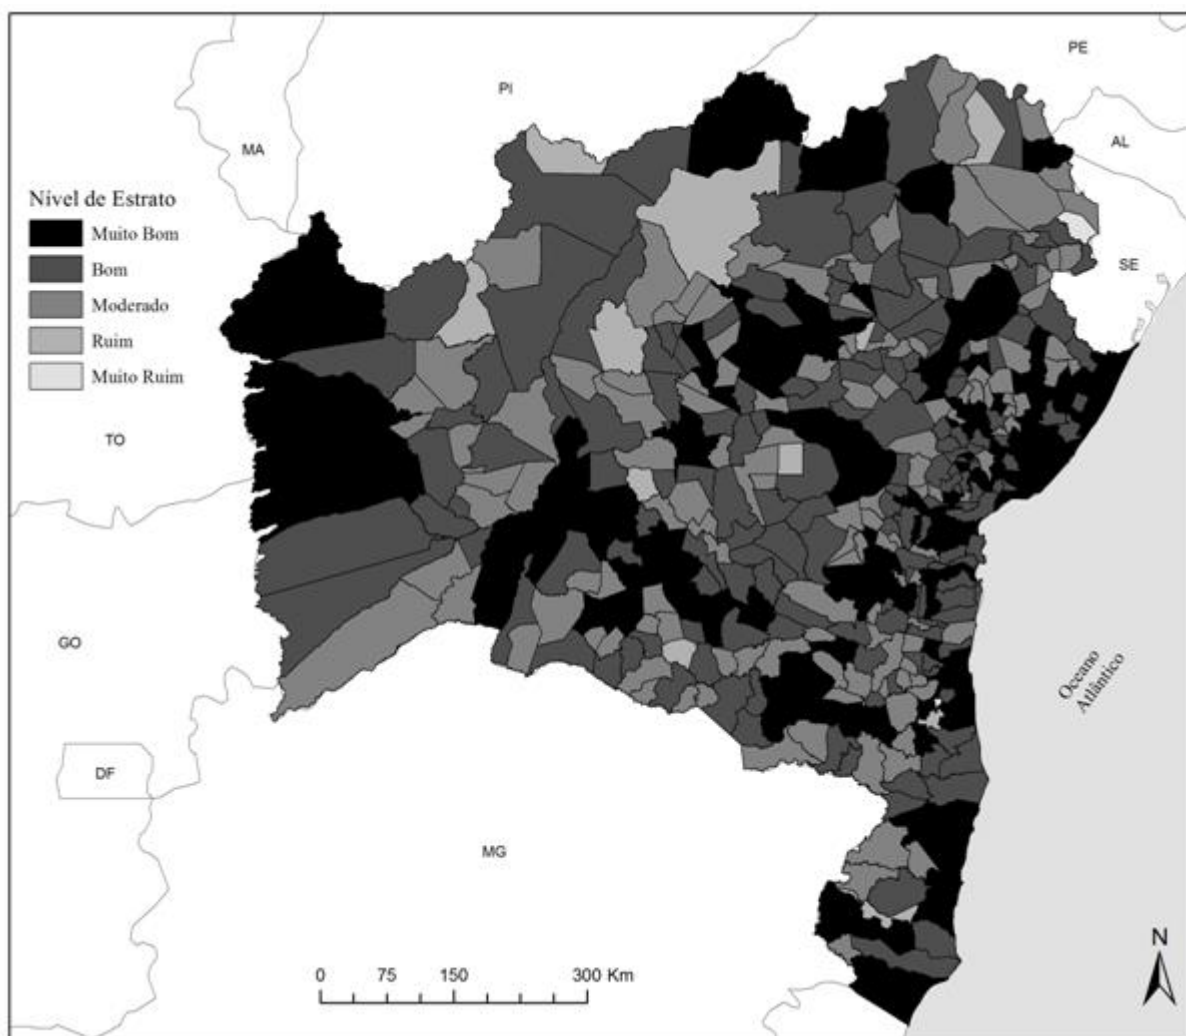 PE
PI
AL
MA
Nível de Estrato
Muito Bom
Bom
Moderado
Ruim
Muito Ruim
SE
TO
GO
Oceano
Atlântico
DF
MG
N
0 75 150 300 Km